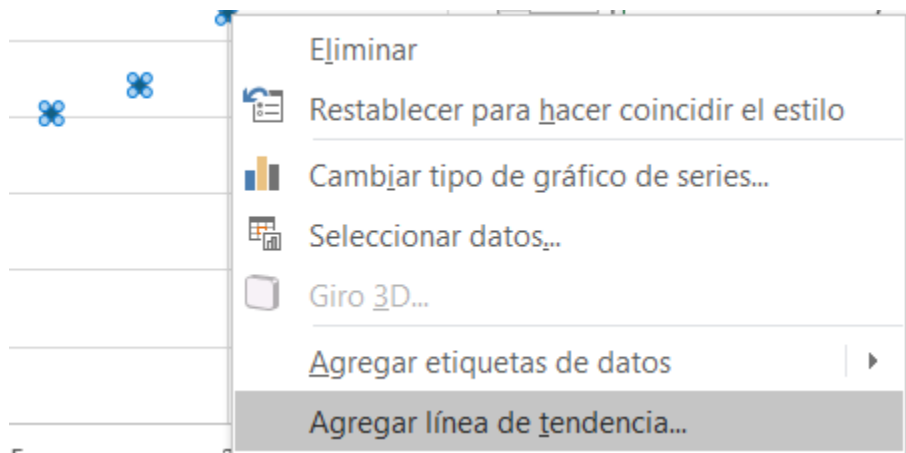 Eliminar
Restablecer para hacer coincidir el estilo
Cambiar tipo de gráfico de series...
Seleccionar datos...
Giro 3D...
Agregar etiquetas de datos
Agregar línea de tendencia...